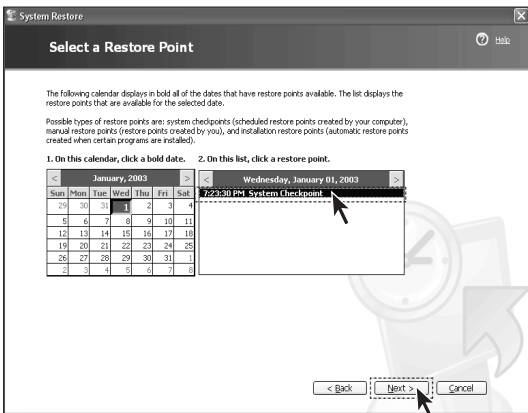 System Restore
Select a Restore Point
Help
The following calendar displays in bold all of the dates that have restore points available. The list displays the
restore points that are available for the selected date.
Possible types of restore points are: system checkpoints (scheduled restore points created by your computer),
manual restore points (restore points created by you), and installation restore points (automatic restore points
created when certain programs are installed).
1. On this calendar, click a bold date. 2. On this list, click a restore point.
< January, 2003 > < Wednesday, January 01, 2003 >
Sun Mon Tue Wed Thu Fri Sat
7:23:30 PM System Checkpoint
29 30 31 1 2 3 4
5 6 7 8 9 10 11
12 13 14 15 16 17 18
19 20 21 22 23 24 25
26 27 28 29 30 31 1
2 3 4 5 6 7 8
< Back Next > Cancel